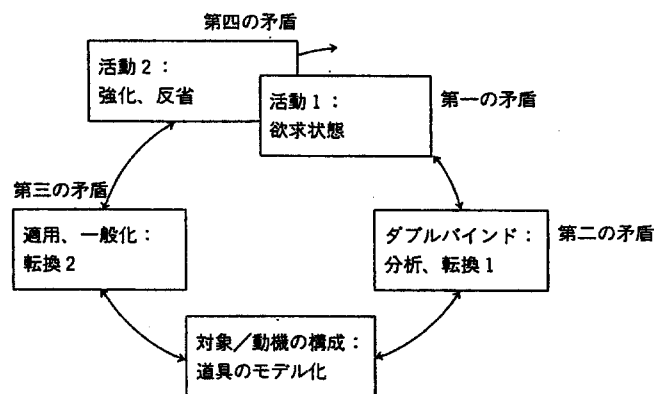 第四の矛盾
活動2：
強化、反省
活動1：
欲求状態
第一の矛盾
第三の矛盾
適用、一般化：
転換2
ダブルバインド：
分析、転換1
第二の矛盾
対象／動機の構成：
道具のモデル化